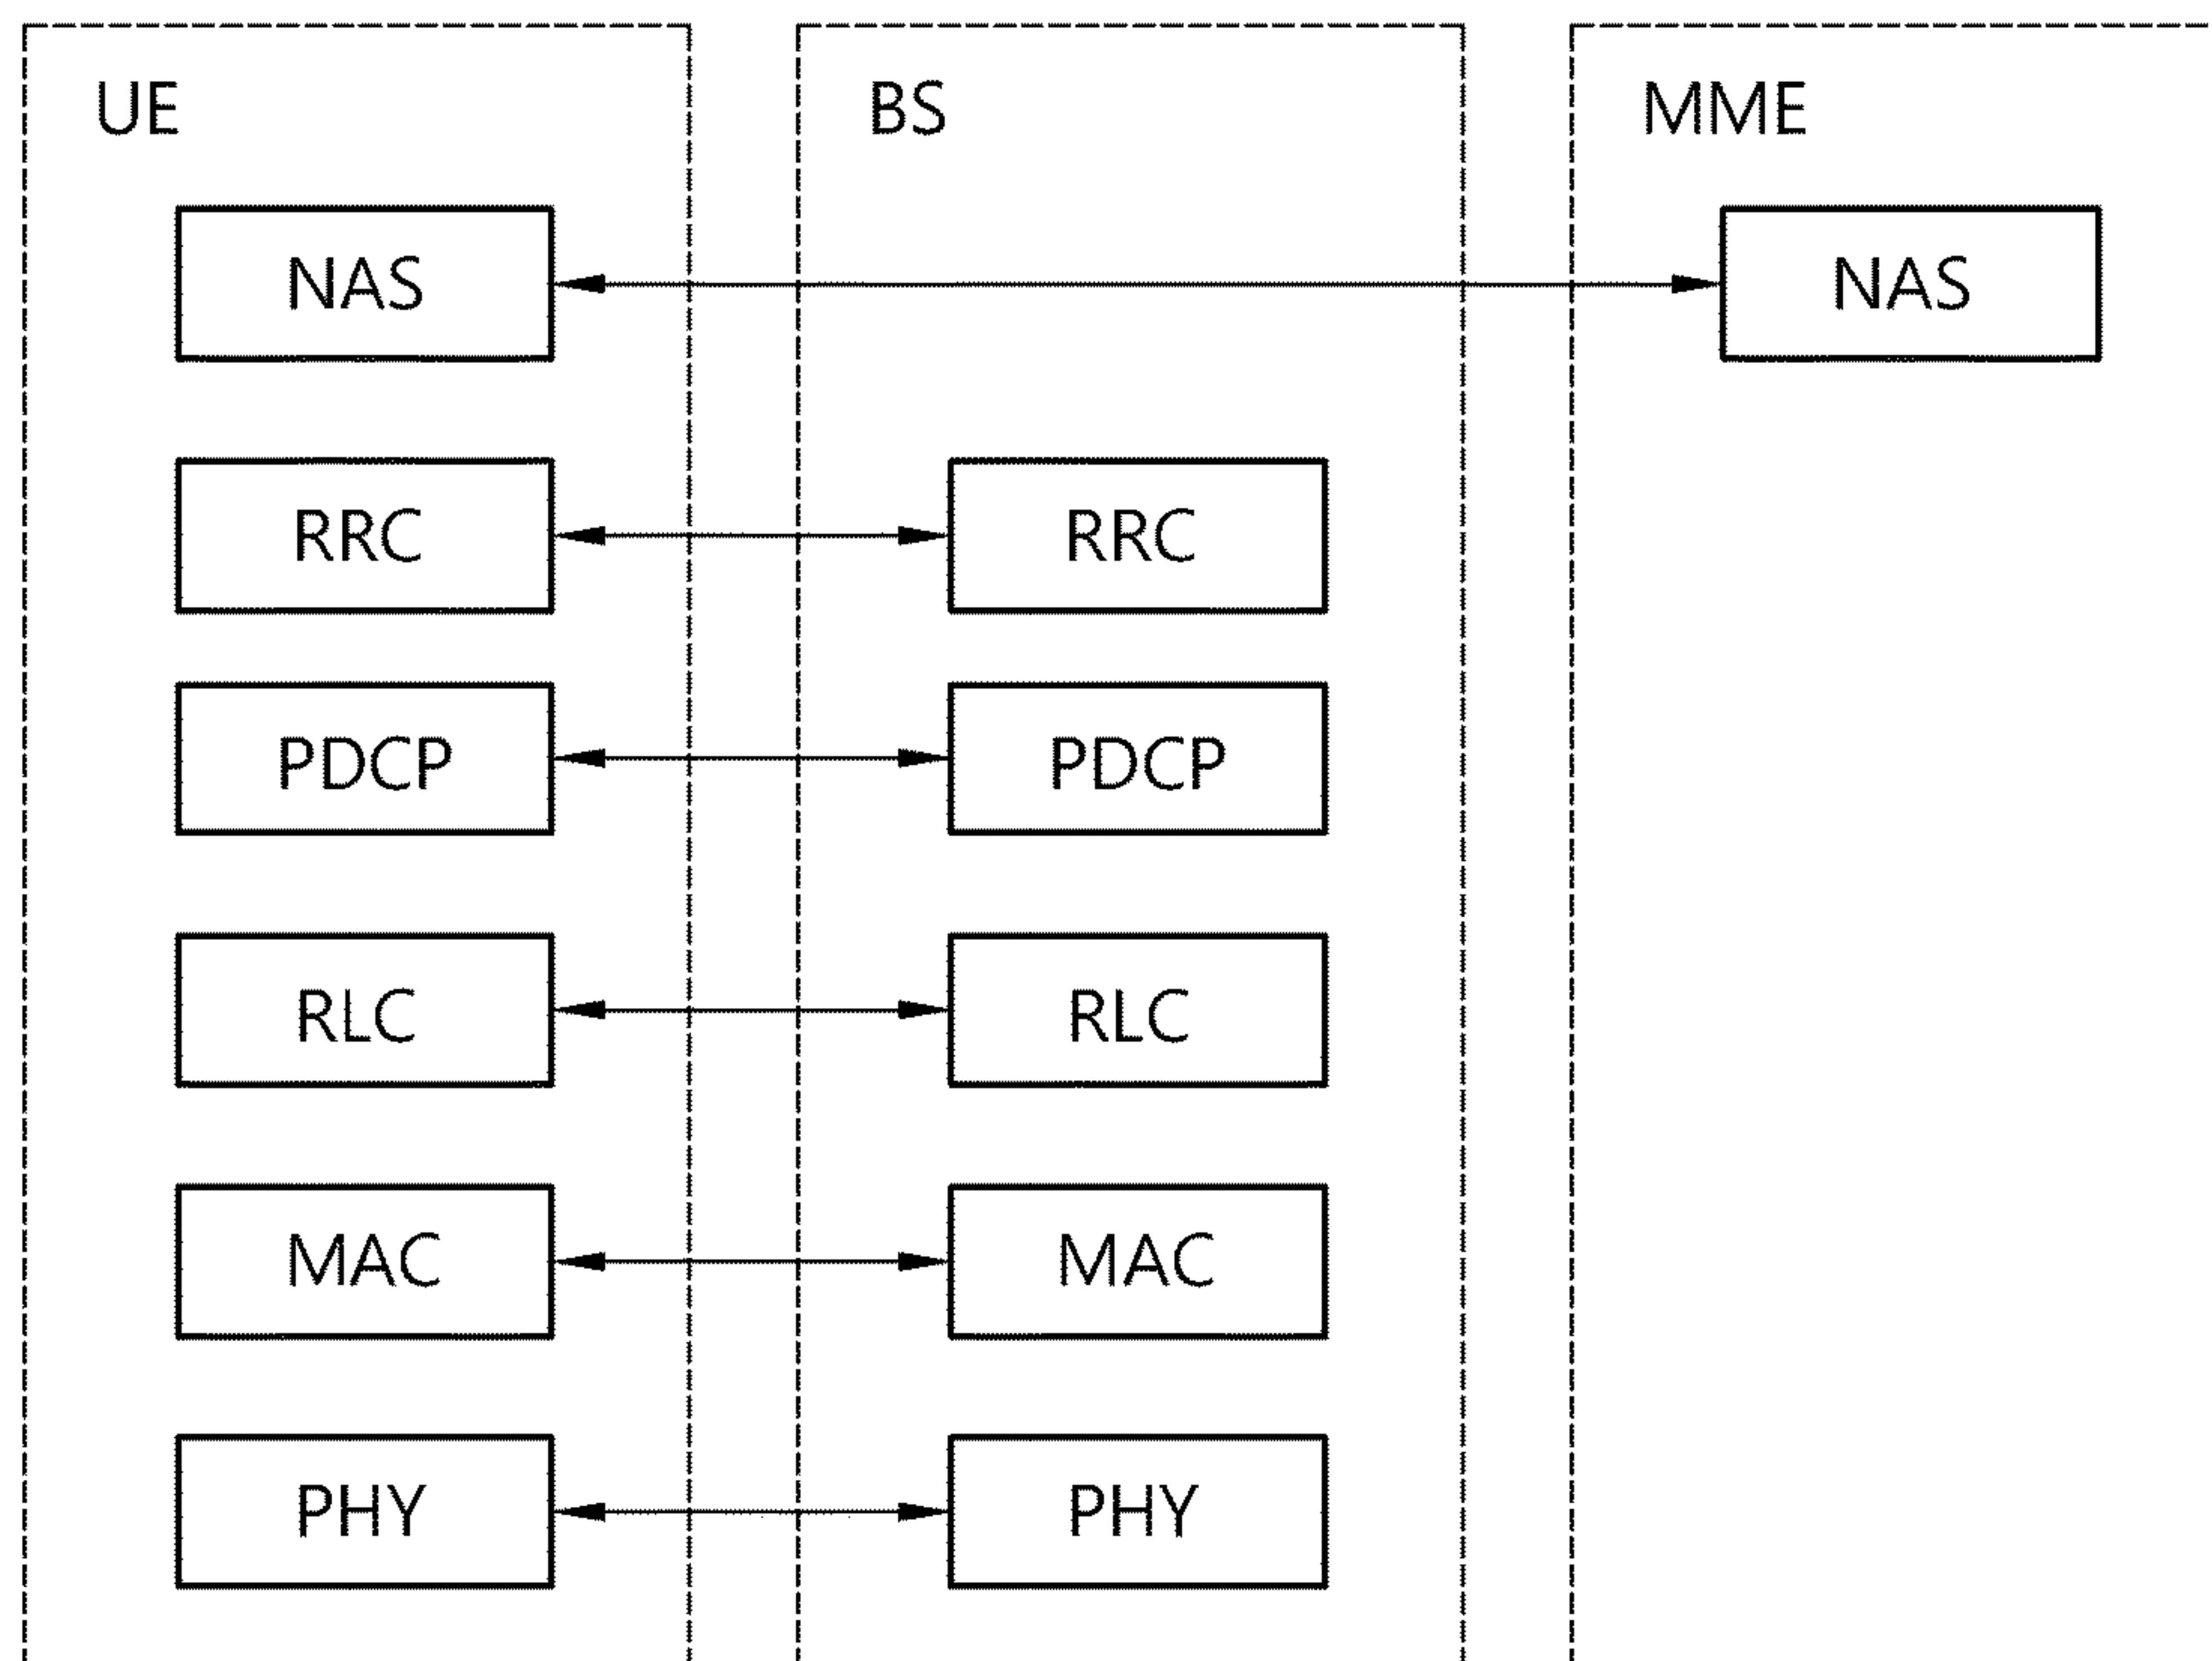 UE
BS
MME
NAS
NAS
RRC
RRC
PDCP
PDCP
RLC
RLC
MAC
MAC
PHY
PHY